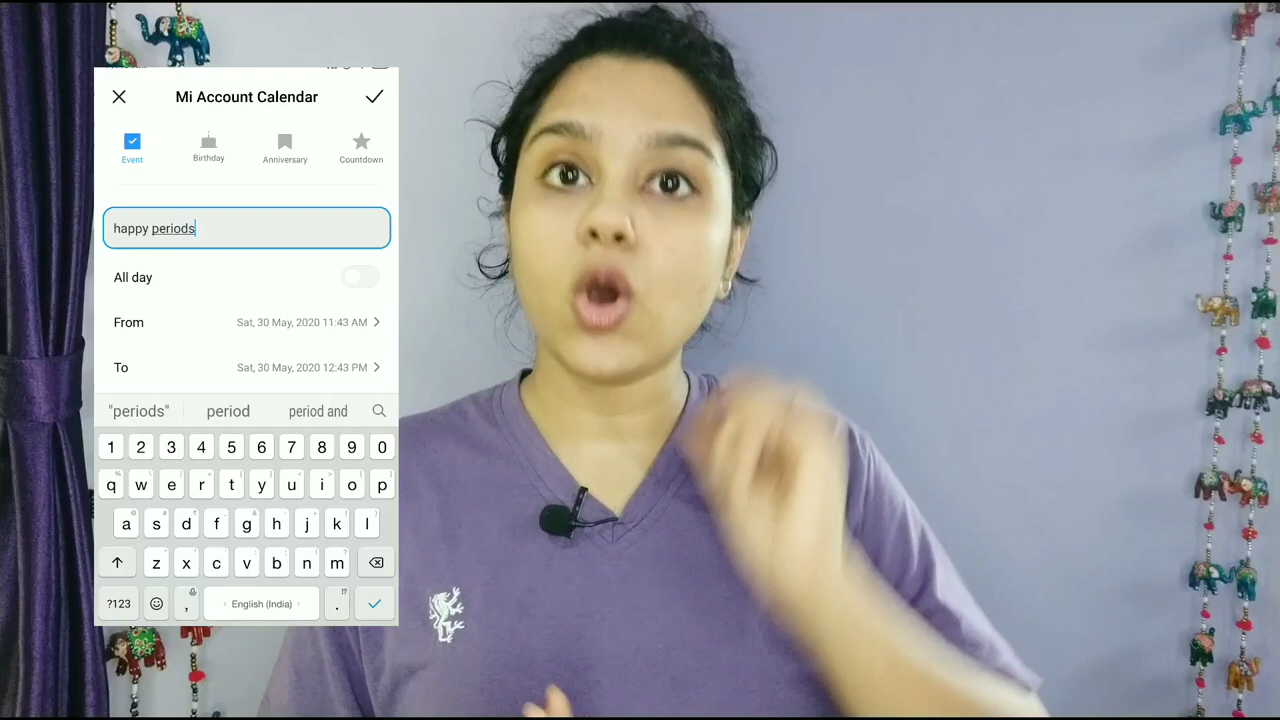 Mi Account Calendar
Event Birthday Anniversary Countdown
happy periods
All day
From Sat, 30 May, 2020 11:43 AM
To Sat, 30 May, 2020 12:43 PM
"periods" period period and
1 2 3 4 5 6 7 8 9 0
q w e r t y u i o p
a s d f g h j k l
z x c v b n m
?123 , English (India) .